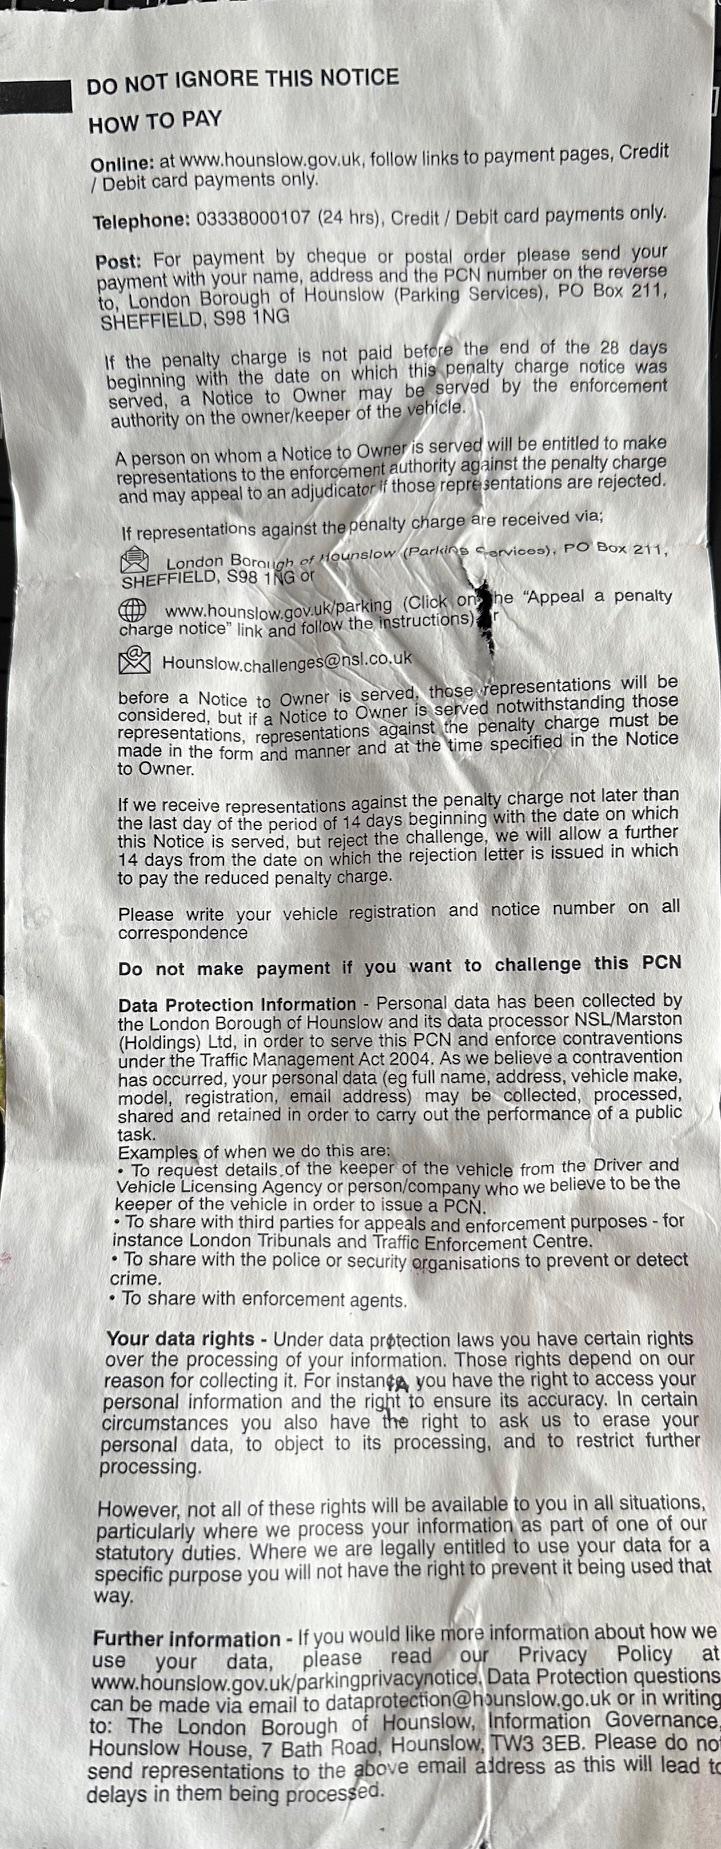 DO NOT IGNORE THIS NOTICE
HOW TO PAY
Online: at www.hounslow.gov.uk, follow links to payment pages, Credit
/ Debit card payments only.
Telephone: 03338000107 (24 hrs), Credit / Debit card payments only.
Post: For payment by cheque or postal order please send your
payment with your name, address and the PCN number on the reverse
to, London Borough of Hounslow (Parking Services), PO Box 211,
SHEFFIELD, S98 1NG
If the penalty charge is not paid before the end of the 28 days
beginning with the date on which this penalty charge notice was
served, a Notice to Owner may be served by the enforcement
authority on the owner/keeper of the vehicle.
A person on whom a Notice to Owner is served will be entitled to make
representations to the enforcement authority against the penalty charge
and may appeal to an adjudicator if those representations are rejected.
If representations against the penalty charge are received via;
London Borough of Hounslow (Parking Services), PO Box 211,
SHEFFIELD, S98 1NG or
www.hounslow.gov.uk/parking (Click on he "Appeal a penalty
charge notice" link and follow the instructions) r
Hounslow.challenges@nsl.co.uk
before a Notice to Owner is served, those representations will be
considered, but if a Notice to Owner is served notwithstanding those
representations, representations against the penalty charge must be
made in the form and manner and at the time specified in the Notice
to Owner.
If we receive representations against the penalty charge not later than
the last day of the period of 14 days beginning with the date on which
this Notice is served, but reject the challenge, we will allow a further
14 days from the date on which the rejection letter is issued in which
to pay the reduced penalty charge.
Please write your vehicle registration and notice number on all
correspondence
Do not make payment if you want to challenge this PCN
Data Protection Information - Personal data has been collected by
the London Borough of Hounslow and its data processor NSL/Marston
(Holdings) Ltd, in order to serve this PCN and enforce contraventions
under the Traffic Management Act 2004. As we believe a contravention
has occurred, your personal data (eg full name, address, vehicle make,
model, registration, email address) may be collected, processed,
shared and retained in order to carry out the performance of a public
task.
Examples of when we do this are:
• To request details of the keeper of the vehicle from the Driver and
Vehicle Licensing Agency or person/company who we believe to be the
keeper of the vehicle in order to issue a PCN.
• To share with third parties for appeals and enforcement purposes - for
instance London Tribunals and Traffic Enforcement Centre.
• To share with the police or security organisations to prevent or detect
crime.
• To share with enforcement agents.
Your data rights - Under data protection laws you have certain rights
over the processing of your information. Those rights depend on our
reason for collecting it. For instance, you have the right to access your
personal information and the right to ensure its accuracy. In certain
circumstances you also have the right to ask us to erase your
personal data, to object to its processing, and to restrict further
processing.
However, not all of these rights will be available to you in all situations,
particularly where we process your information as part of one of our
statutory duties. Where we are legally entitled to use your data for a
specific purpose you will not have the right to prevent it being used that
way.
Further information - If you would like more information about how we
use your data, please read our Privacy Policy at
www.hounslow.gov.uk/parkingprivacynotice. Data Protection questions
can be made via email to dataprotection@hounslow.go.uk or in writing
to: The London Borough of Hounslow, Information Governance,
Hounslow House, 7 Bath Road, Hounslow, TW3 3EB. Please do not
send representations to the above email address as this will lead to
delays in them being processed.